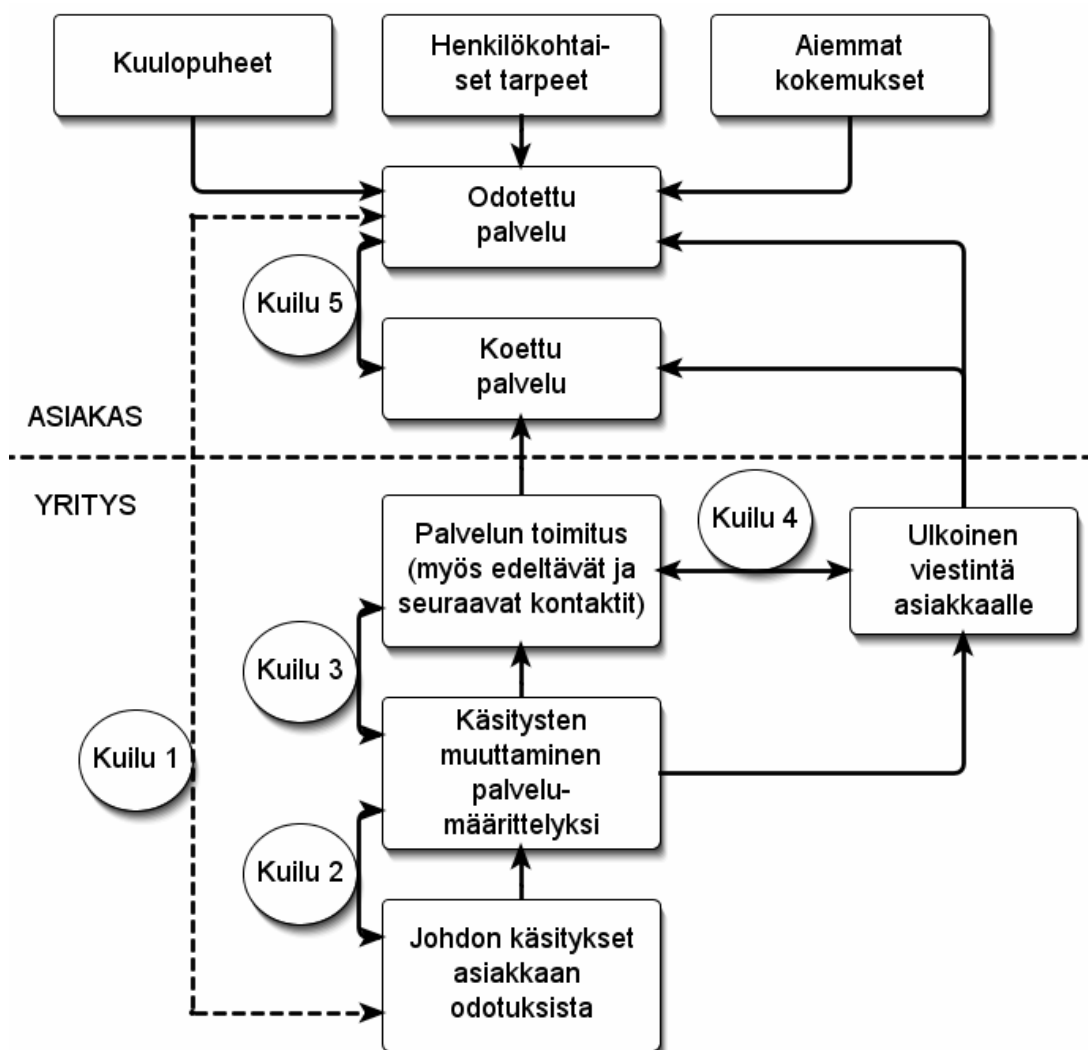 Kuulopuheet
Henkilökohtai-
set tarpeet
Aiemmat
kokemukset
Odotettu
palvelu
Kuilu 5
Koettu
palvelu
ASIAKAS
YRITYS
Palvelun toimitus
(myös edeltävät ja
seuraavat kontaktit)
Kuilu 4
Ulkoinen
viestintä
asiakkaalle
Kuilu 3
Käsitysten
muuttaminen
palvelu-
määrittelyksi
Kuilu 1
Kuilu 2
Johdon käsitykset
asiakkaan
odotuksista